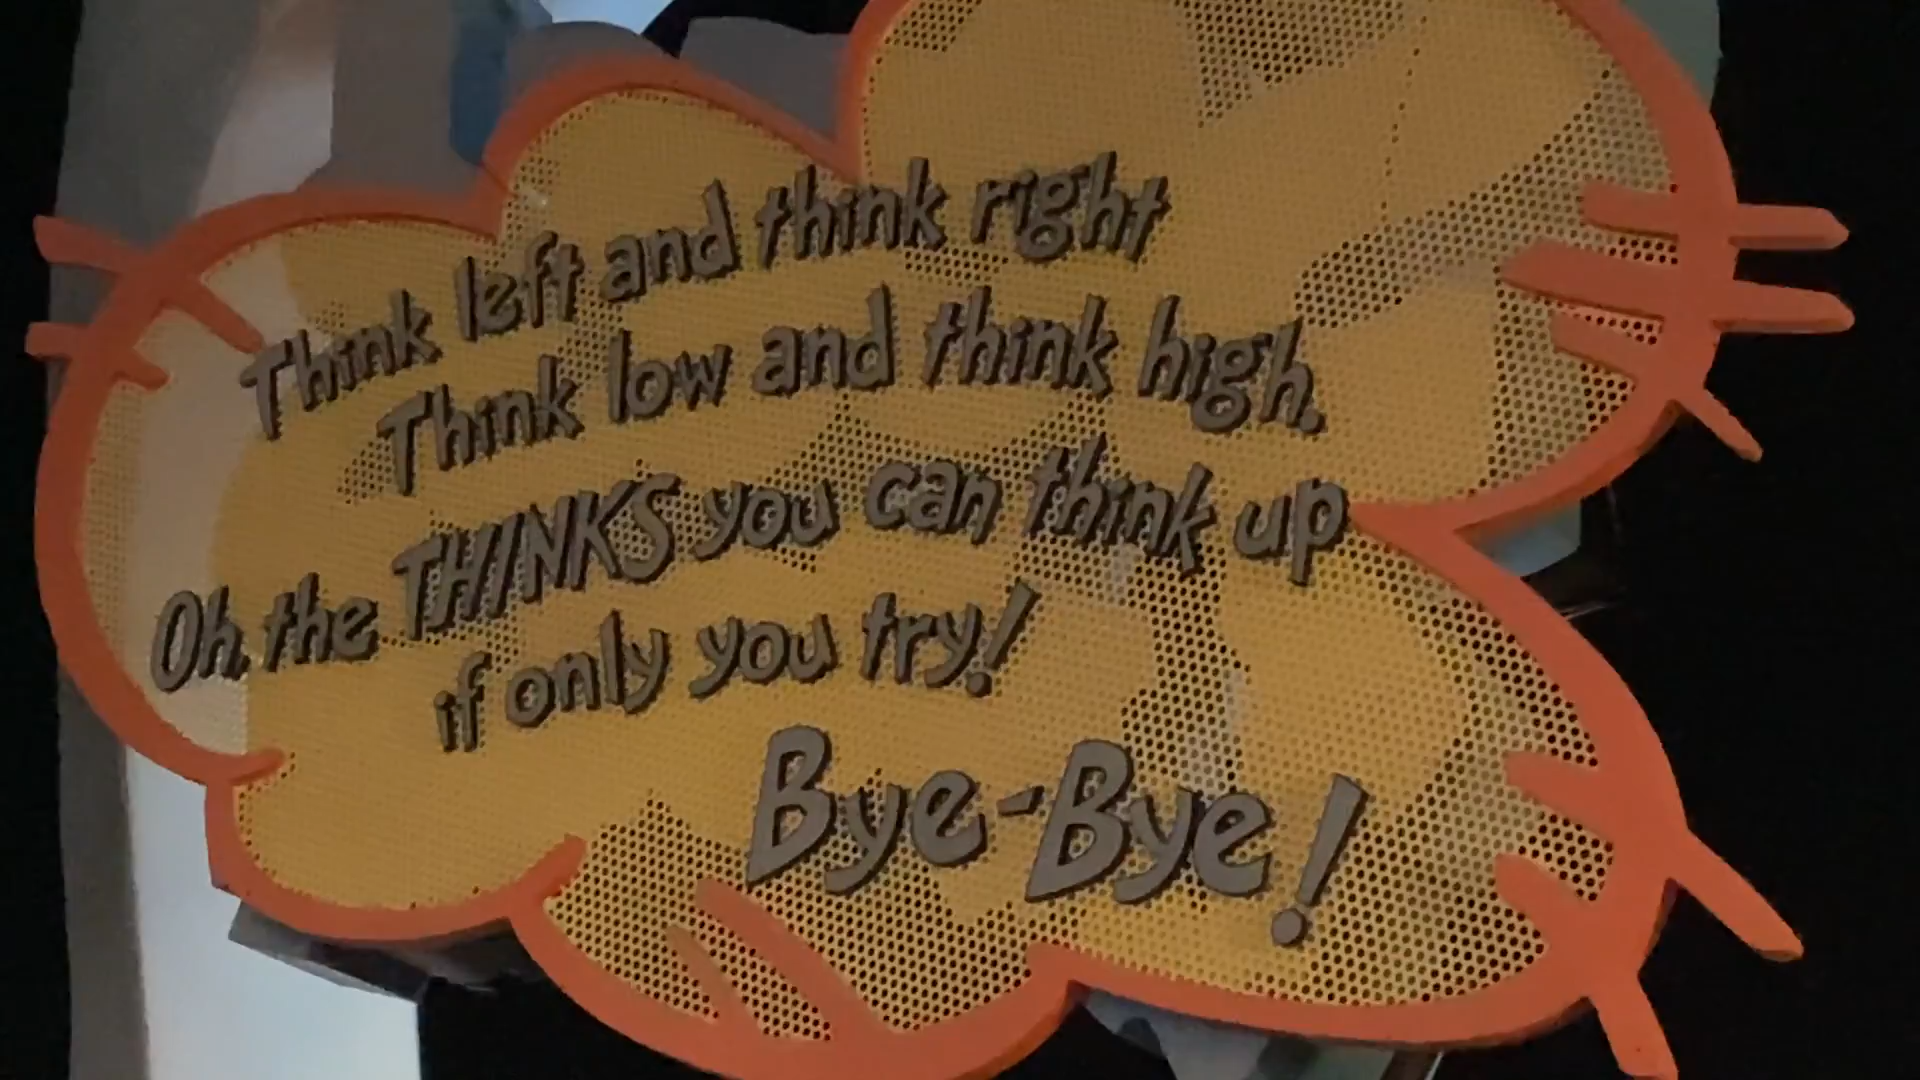 Think left and think right
Think low and think high.
Oh, the THINKS you can think up
if only you try!
Bye-Bye!